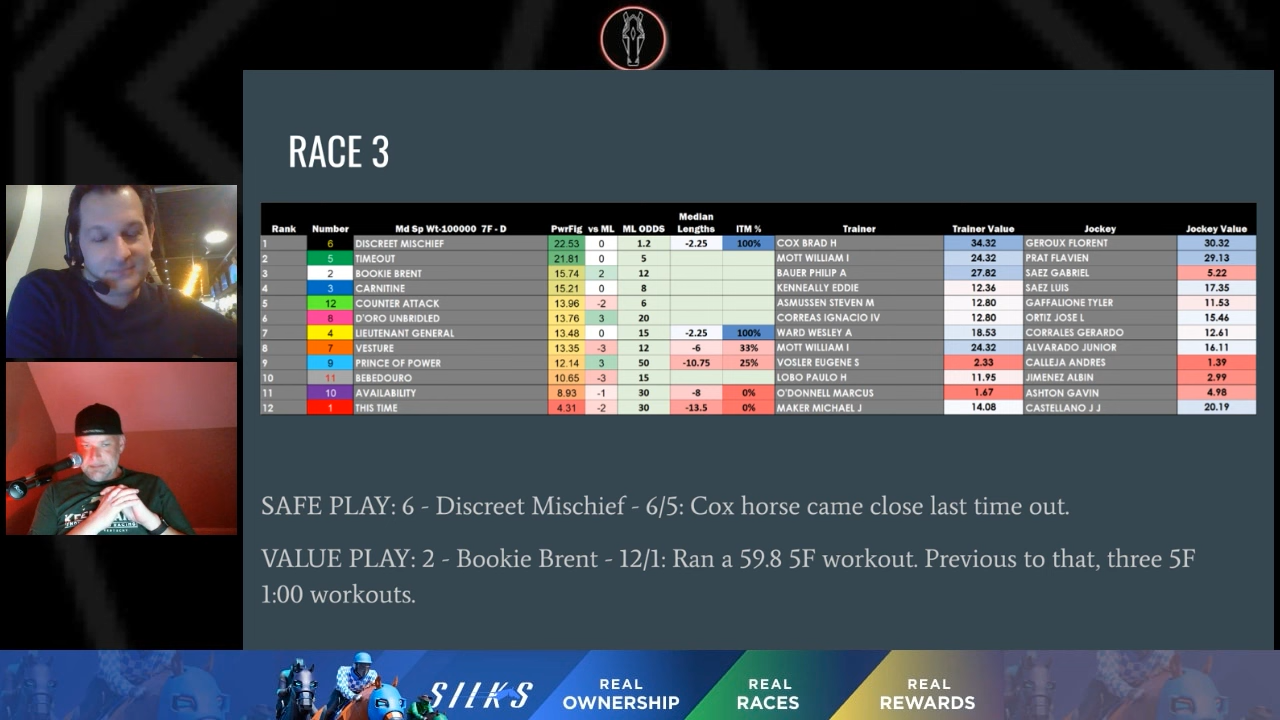 RACE 3
Median
Rank Number Md Sp Wt-100000 7F - D PwrFig vs ML ML ODDS Lengths ITM % Trainer Trainer Value Jockey Jockey Value
1 6 DISCREET MISCHIEF 22.53 0 1.2 -2.25 100% COX BRAD H 34.32 GEROUX FLORENT 30.32
2 5 TIMEOUT 21.81 0 5 MOTT WILLIAM I 24.32 PRAT FLAVIEN 29.13
3 2 BOOKIE BRENT 15.74 2 12 BAUER PHILIP A 27.82 SAEZ GABRIEL 5.22
4 3 CARNITINE 15.21 0 8 KENNEALLY EDDIE 12.36 SAEZ LUIS 17.35
5 12 COUNTER ATTACK 13.96 -2 6 ASMUSSEN STEVEN M 12.80 GAFFALIONE TYLER 11.53
6 8 D'ORO UNBRIDLED 13.76 3 20 CORREAS IGNACIO IV 12.80 ORTIZ JOSE L 15.46
7 4 LIEUTENANT GENERAL 13.48 0 15 -2.25 100% WARD WESLEY A 18.53 CORRALES GERARDO 12.61
8 7 VESTURE 13.35 -3 12 -6 33% MOTT WILLIAM I 24.32 ALVARADO JUNIOR 16.11
9 9 PRINCE OF POWER 12.14 3 50 -10.75 25% VOSLER EUGENE S 2.33 CALLEJA ANDRES 1.39
10 11 BEBEDOURO 10.65 -3 15 LOBO PAULO H 11.95 JIMENEZ ALBIN 2.99
11 10 AVAILABILITY 8.93 -1 30 -8 0% O'DONNELL MARCUS 1.67 ASHTON GAVIN 4.98
12 1 THIS TIME 4.31 -2 30 -13.5 0% MAKER MICHAEL J 14.08 CASTELLANO J J 20.19
SAFE PLAY: 6 - Discreet Mischief - 6/5: Cox horse came close last time out.
VALUE PLAY: 2 - Bookie Brent - 12/1: Ran a 59.8 5F workout. Previous to that, three 5F
1:00 workouts.
SILKS
REAL
OWNERSHIP
REAL
RACES
REAL
REWARDS